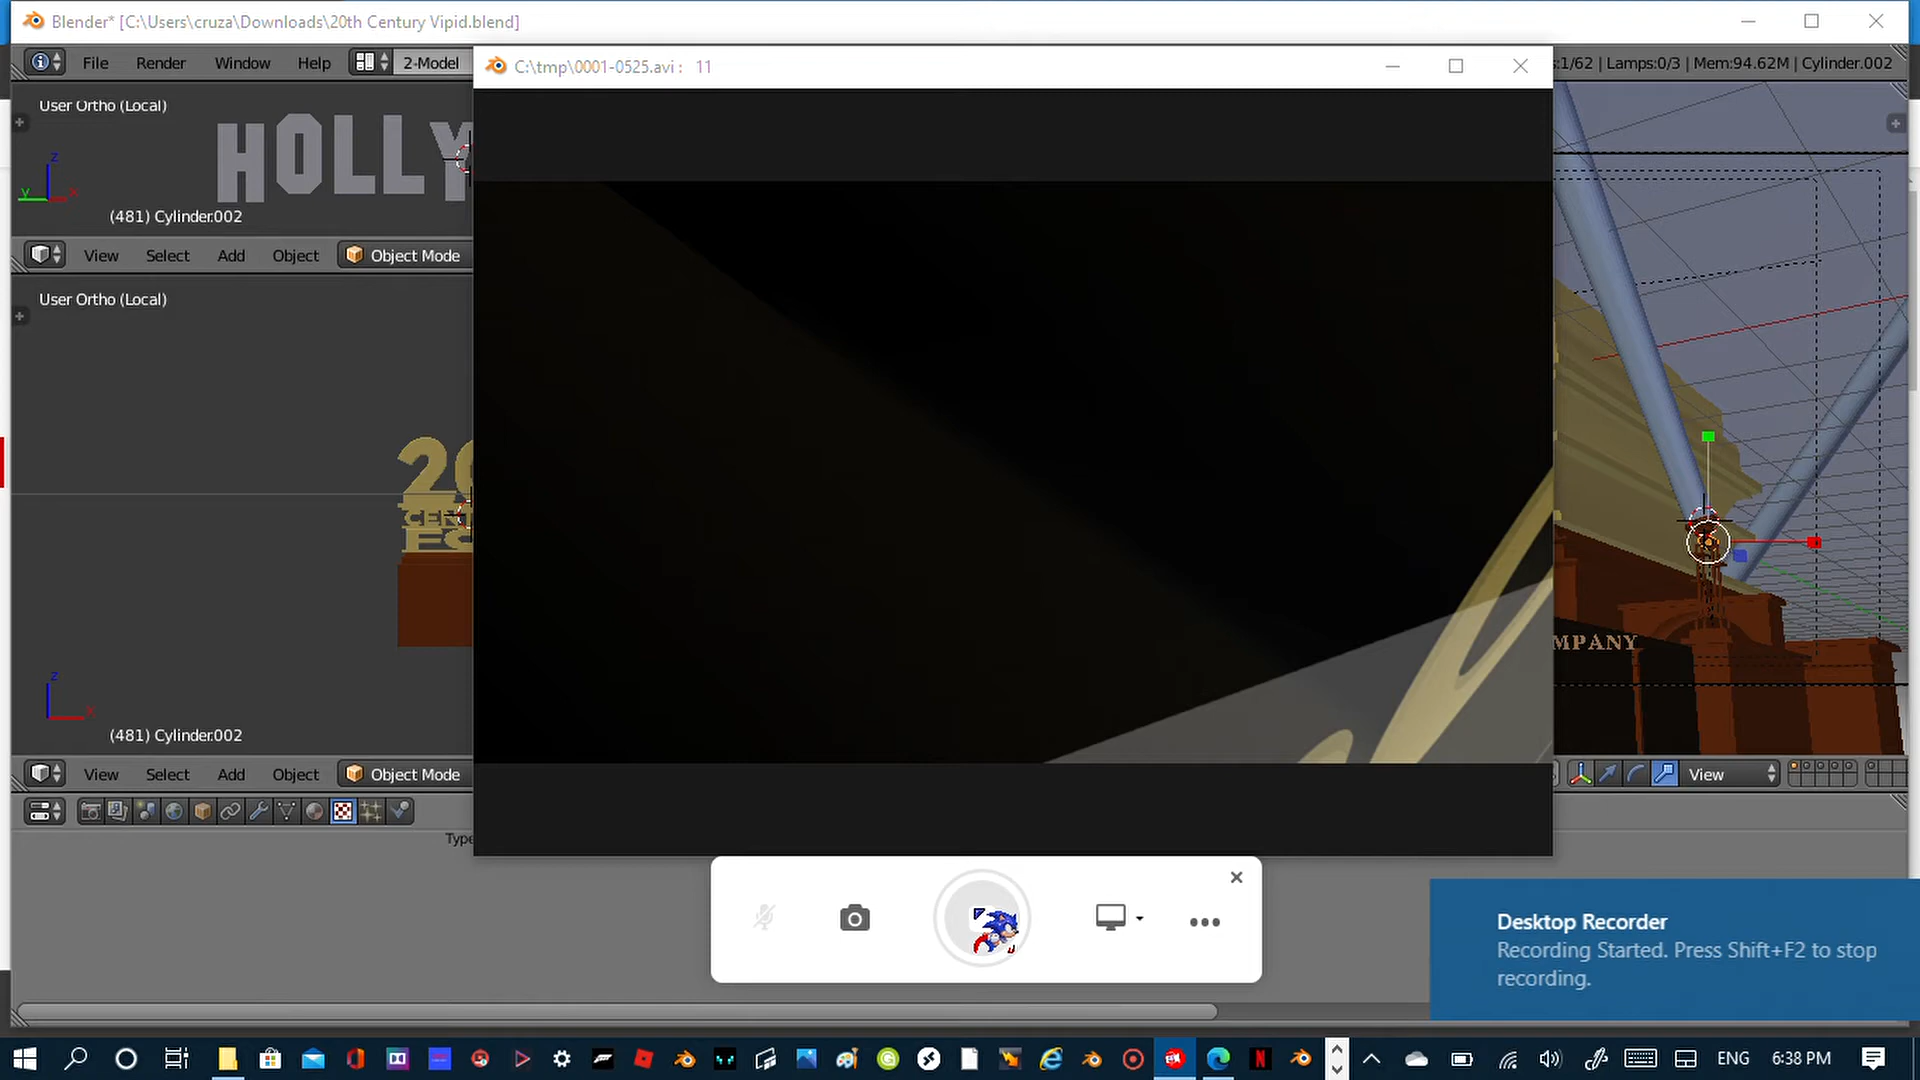 Blender* [C:\Users\cruza\Downloads\20th Century Vipid.blend]
File Render Window Help 2-Model
C:\tmp\0001-0525.avi : 11
:1/62 | Lamps:0/3 | Mem:94.62M | Cylinder.002
User Ortho (Local)
HOLLY
z
y x
(481) Cylinder.002
View Select Add Object Object Mode
User Ortho (Local)
20
CENT
FO
MPANY
z
x
(481) Cylinder.002
View Select Add Object Object Mode
View
Type
Desktop Recorder
Recording Started. Press Shift+F2 to stop
recording.
ENG 6:38 PM